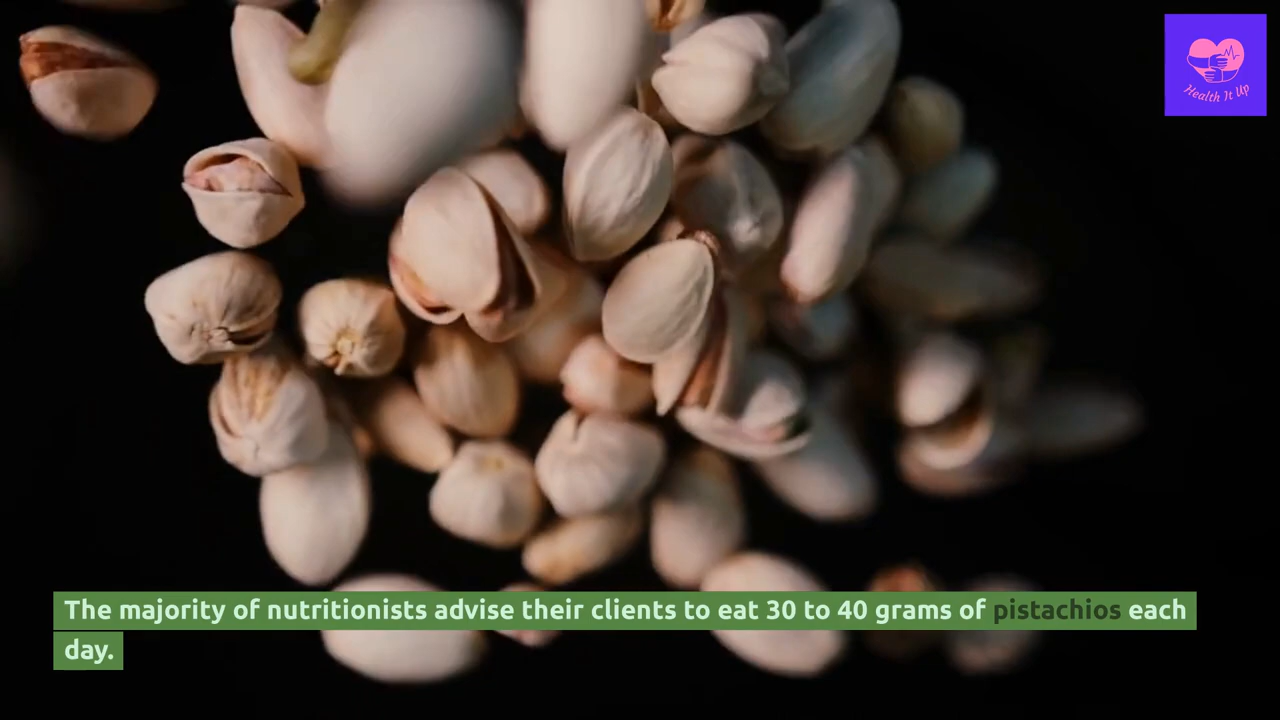 Health It Up
The majority of nutritionists advise their clients to eat 30 to 40 grams of pistachios each
day.